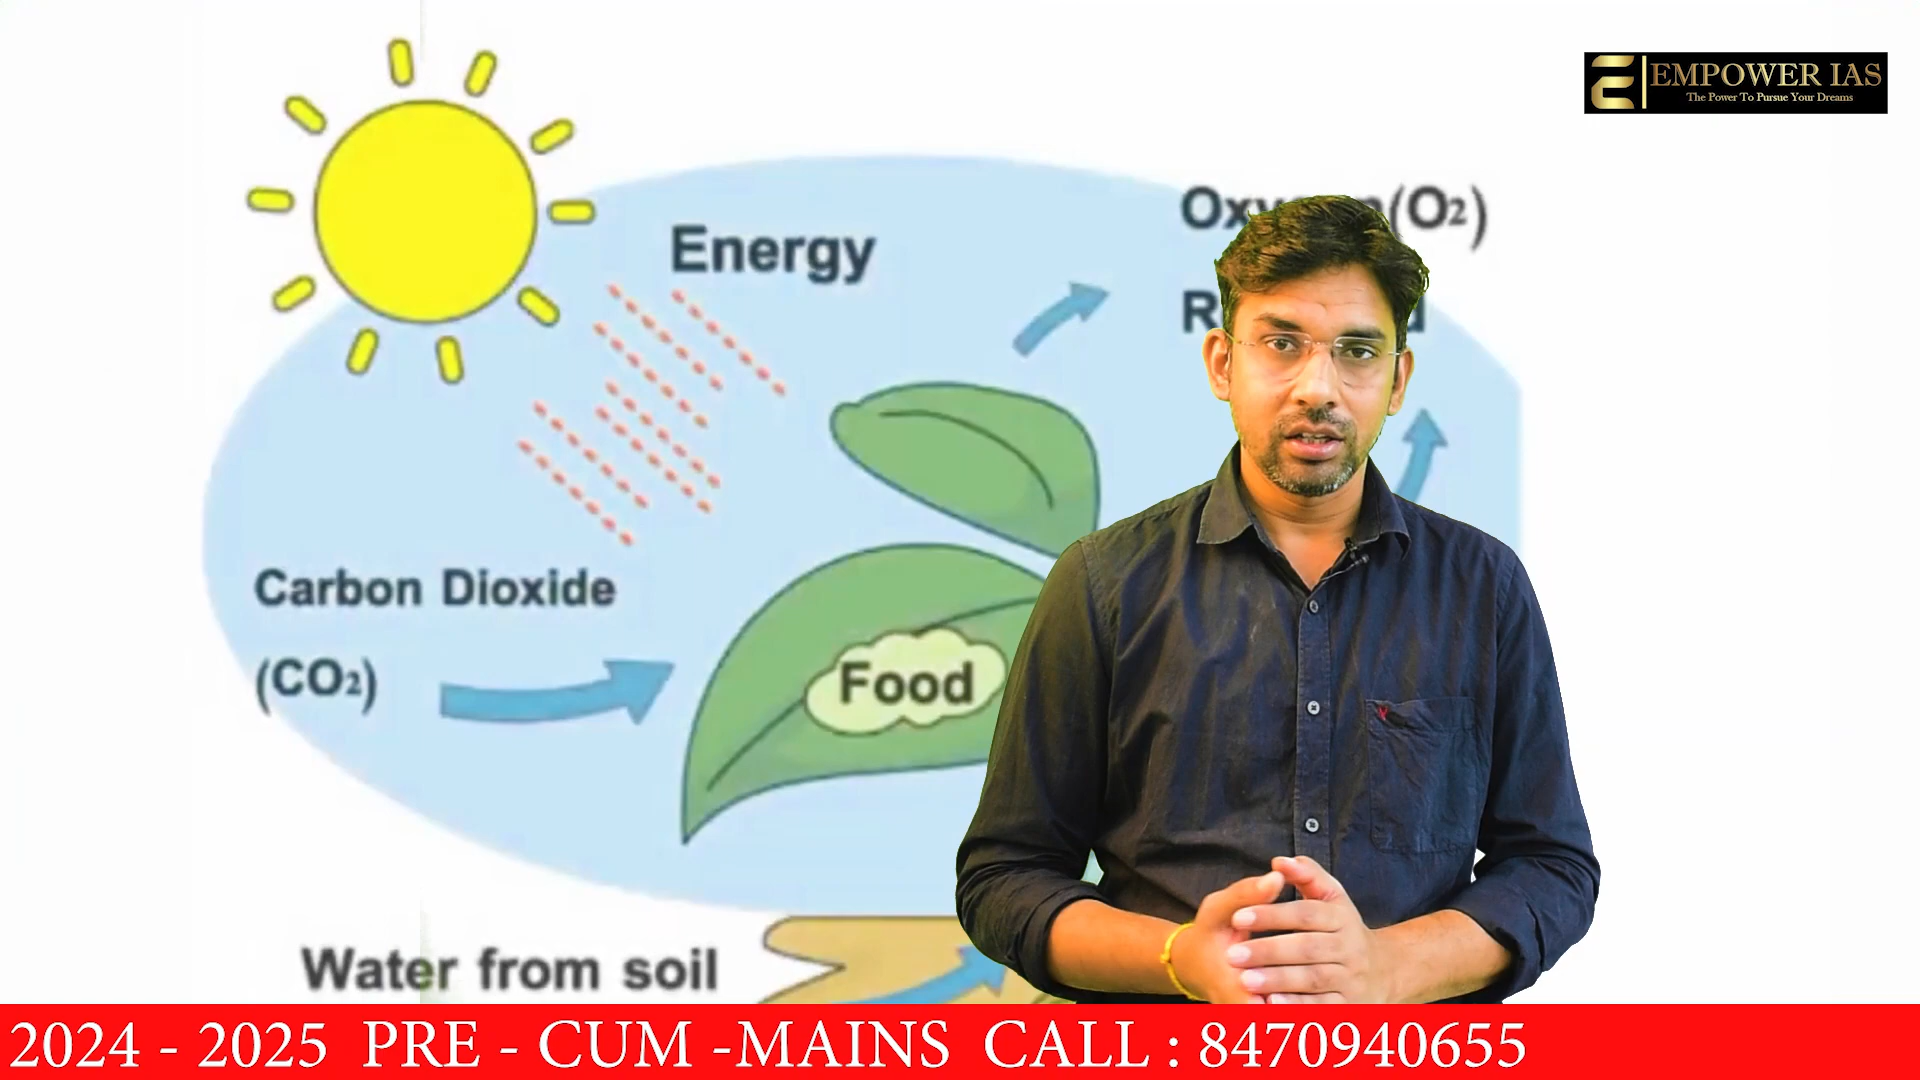 EMPOWER IAS
The Power To Pursue Your Dreams
Energy
(O2)
Carbon Dioxide
(CO2)
Food
Water from soil
2024 - 2025 PRE - CUM -MAINS CALL : 8470940655